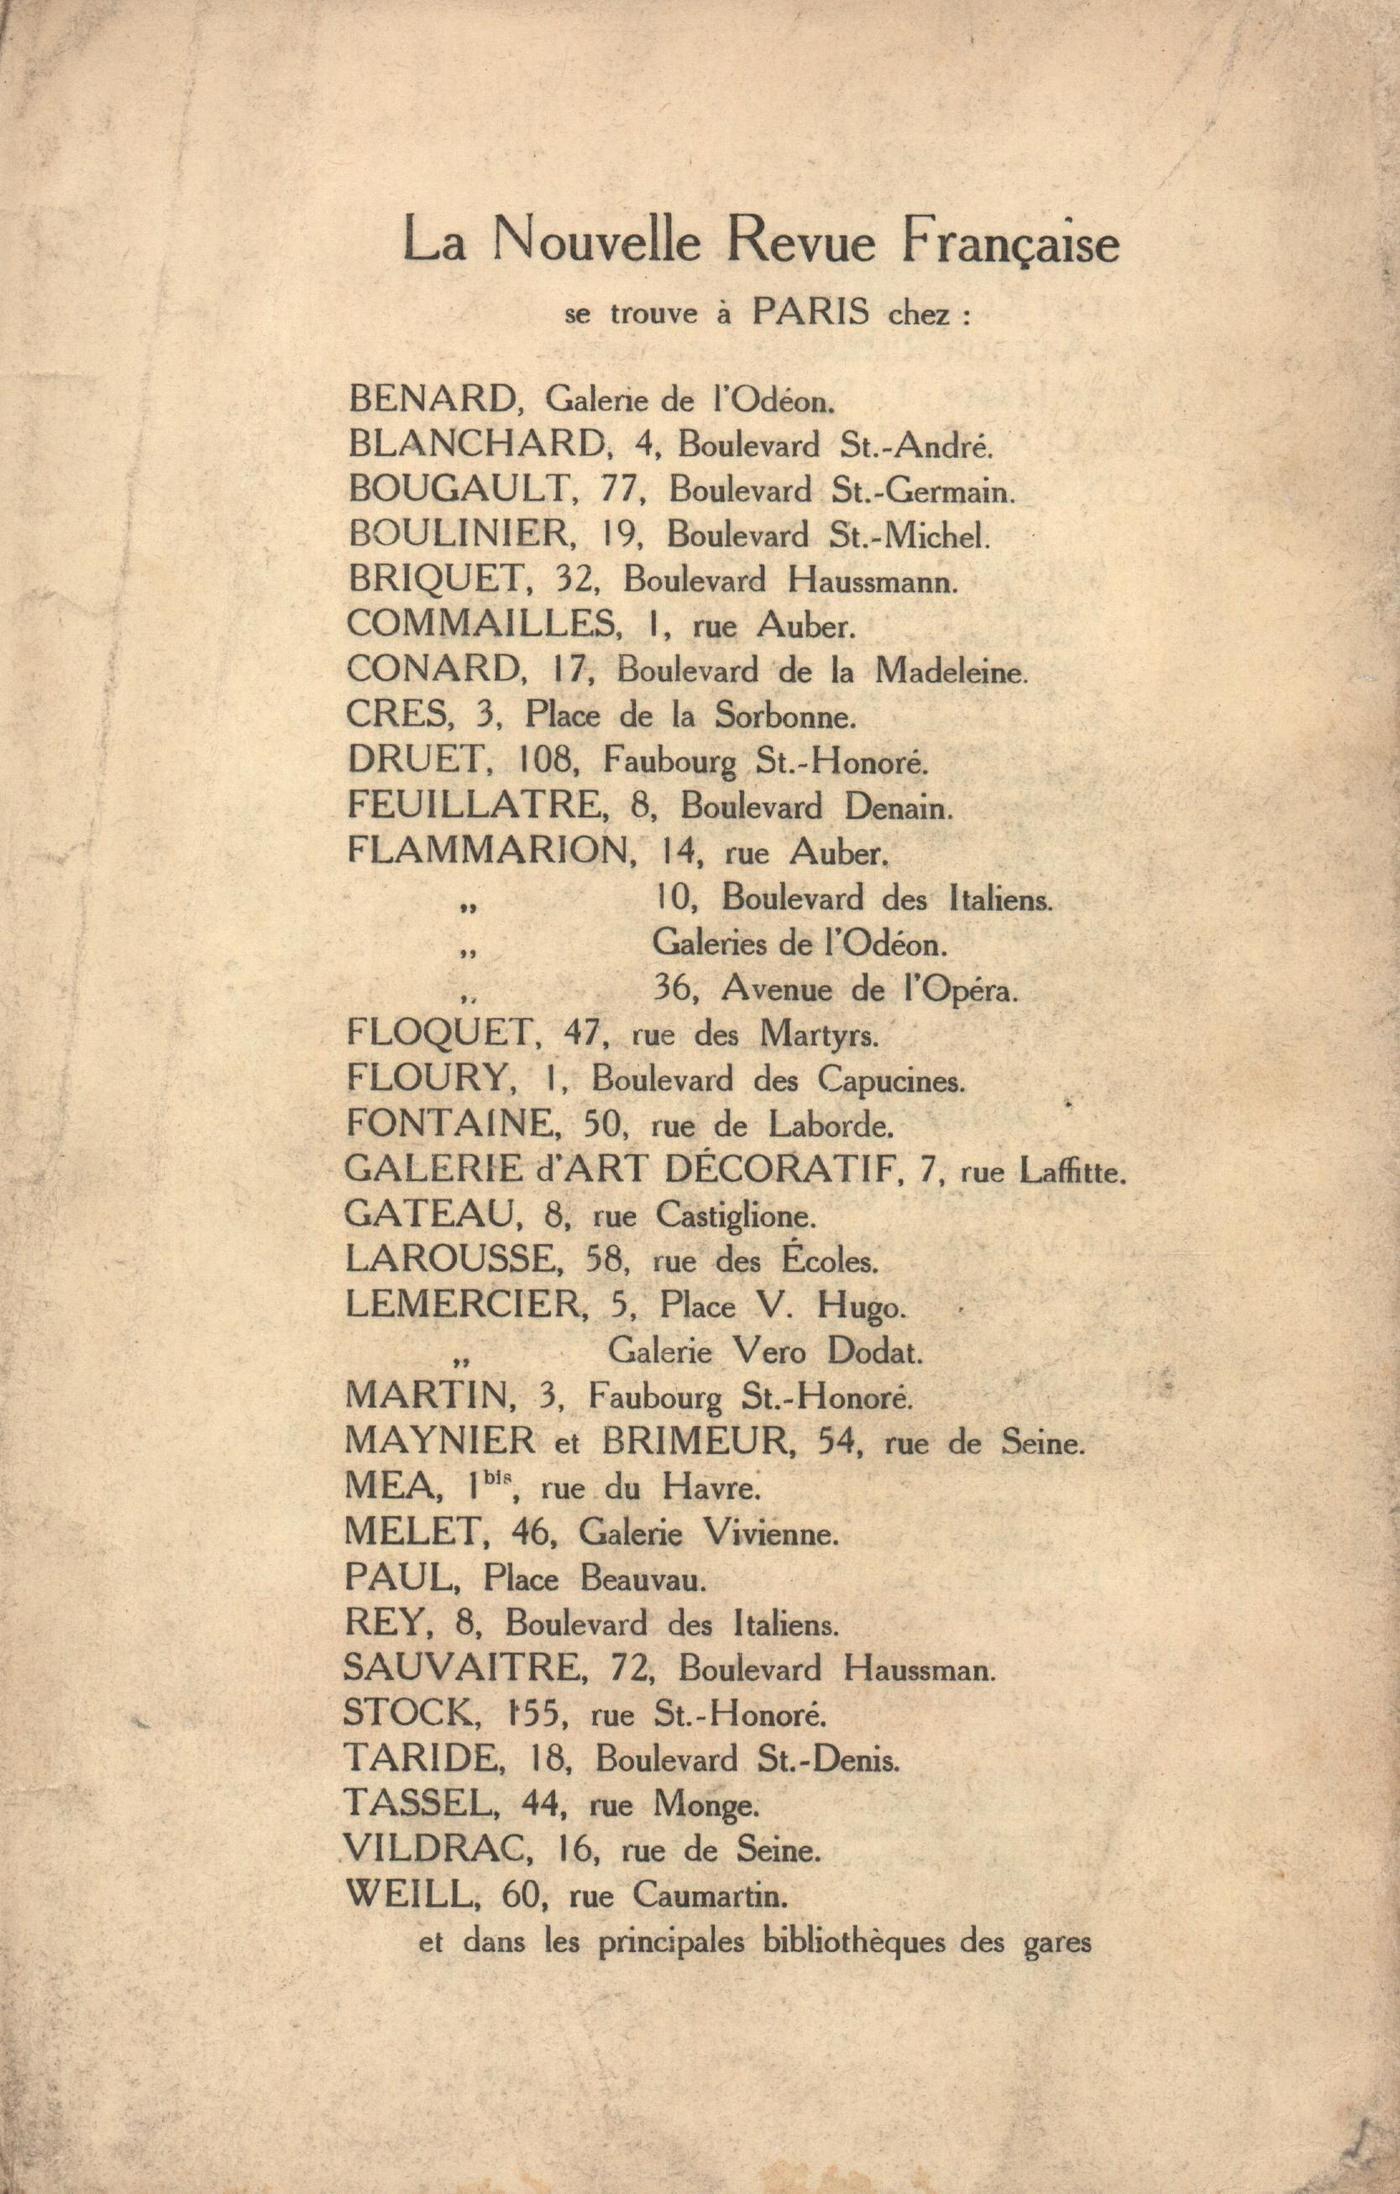 La Nouvelle Revue Française
se trouve à PARIS chez :
BENARD, Galerie de l'Odéon.
BLANCHARD, 4, Boulevard St.-André.
BOUGAULT, 77, Boulevard St.-Germain.
BOULINIER, 19, Boulevard St.-Michel.
BRIQUET, 32, Boulevard Haussmann.
COMMAILLES, 1, rue Auber.
CONARD, 17, Boulevard de la Madeleine.
CRES, 3, Place de la Sorbonne.
DRUET, 108, Faubourg St.-Honoré.
FEUILLATRE, 8, Boulevard Denain.
FLAMMARION, 14, rue Auber.
„ 10, Boulevard des Italiens.
„ Galeries de l'Odéon.
„ 36, Avenue de l'Opéra.
FLOQUET, 47, rue des Martyrs.
FLOURY, 1, Boulevard des Capucines.
FONTAINE, 50, rue de Laborde.
GALERIE d'ART DÉCORATIF, 7, rue Laffitte.
GATEAU, 8, rue Castiglione.
LAROUSSE, 58, rue des Écoles.
LEMERCIER, 5, Place V. Hugo.
„ Galerie Vero Dodat.
MARTIN, 3, Faubourg St.-Honoré.
MAYNIER et BRIMEUR, 54, rue de Seine.
MEA, 1bis, rue du Havre.
MELET, 46, Galerie Vivienne.
PAUL, Place Beauvau.
REY, 8, Boulevard des Italiens.
SAUVAITRE, 72, Boulevard Haussman.
STOCK, 155, rue St.-Honoré.
TARIDE, 18, Boulevard St.-Denis.
TASSEL, 44, rue Monge.
VILDRAC, 16, rue de Seine.
WEILL, 60, rue Caumartin.
et dans les principales bibliothèques des gares